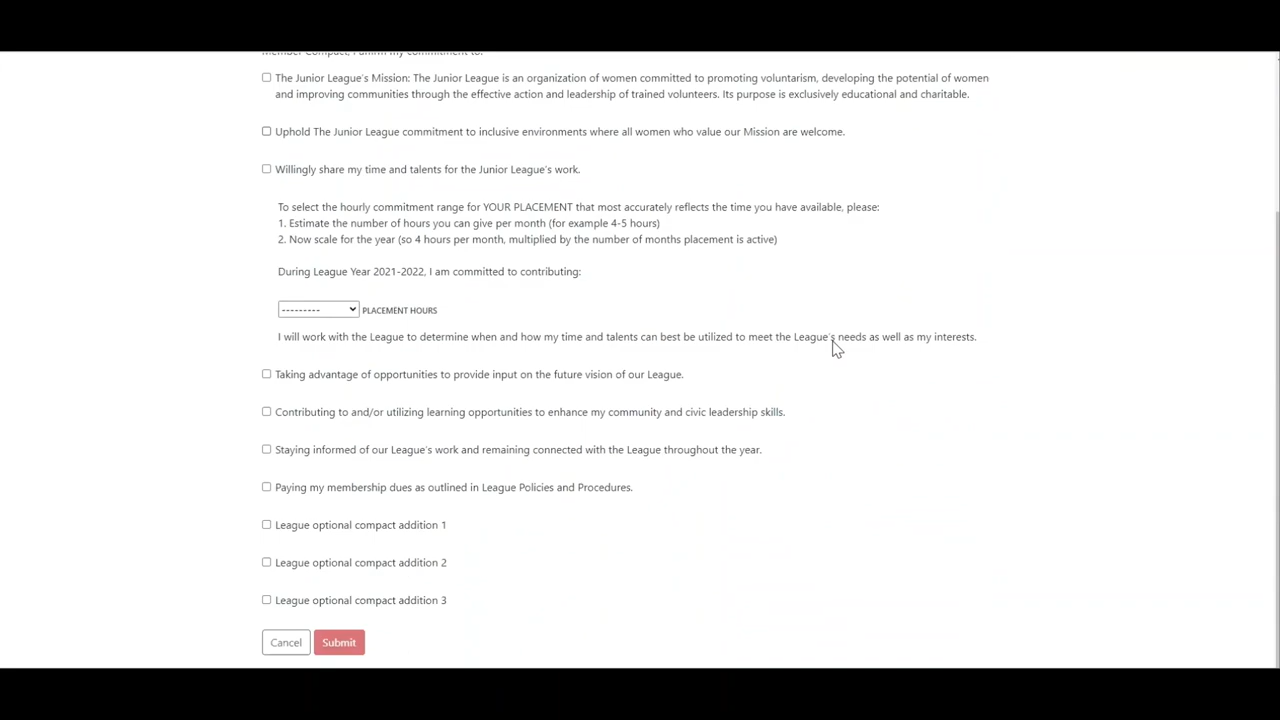 Member Compact, I affirm my commitment to:
The Junior League's Mission: The Junior League is an organization of women committed to promoting voluntarism, developing the potential of women
and improving communities through the effective action and leadership of trained volunteers. Its purpose is exclusively educational and charitable.
Uphold The Junior League commitment to inclusive environments where all women who value our Mission are welcome.
Willingly share my time and talents for the Junior League's work.
To select the hourly commitment range for YOUR PLACEMENT that most accurately reflects the time you have available, please:
1. Estimate the number of hours you can give per month (for example 4-5 hours)
2. Now scale for the year (so 4 hours per month, multiplied by the number of months placement is active)
During League Year 2021-2022, I am committed to contributing:
--------- PLACEMENT HOURS
I will work with the League to determine when and how my time and talents can best be utilized to meet the League's needs as well as my interests.
Taking advantage of opportunities to provide input on the future vision of our League.
Contributing to and/or utilizing learning opportunities to enhance my community and civic leadership skills.
Staying informed of our League's work and remaining connected with the League throughout the year.
Paying my membership dues as outlined in League Policies and Procedures.
League optional compact addition 1
League optional compact addition 2
League optional compact addition 3
Cancel Submit